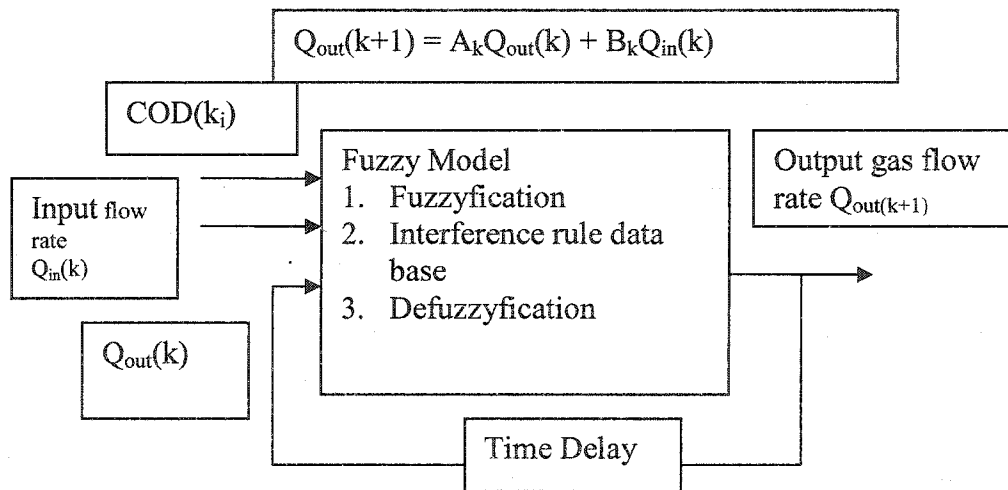 Qout(k+1) = AkQout(k) + BkQin(k)
COD(ki)
Fuzzy Model
1. Fuzzyfication
2. Interference rule data
base
3. Defuzzyfication
Output gas flow
rate Qout(k+1)
Input flow
rate
Qin(k)
Qout(k)
Time Delay